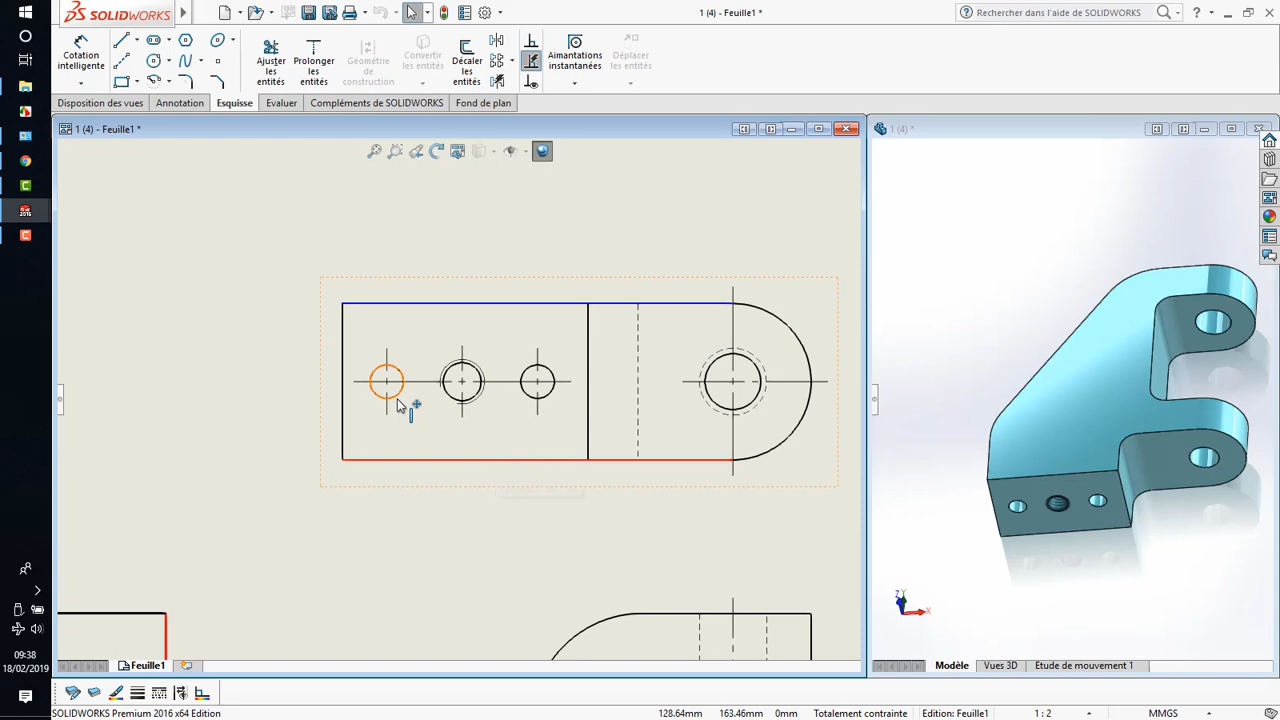 SOLIDWORKS
1 (4) - Feuille1 *
Rechercher dans l'aide de SOLIDWORKS
?
Cotation intelligente
Ajuster les entités
Prolonger les entités
Géométrie de construction
Convertir les entités
Décaler les entités
Aimantations instantanées
Déplacer les entités
Disposition des vues
Annotation
Esquisse
Evaluer
Compléments de SOLIDWORKS
Fond de plan
1 (4) - Feuille1 *
1 (4) *
2016
Y
X
09:38
18/02/2019
Feuille1
Modèle
Vues 3D
Etude de mouvement 1
SOLIDWORKS Premium 2016 x64 Edition
128.64mm
163.46mm
0mm
Totalement contrainte
Edition: Feuille1
1 : 2
MMGS